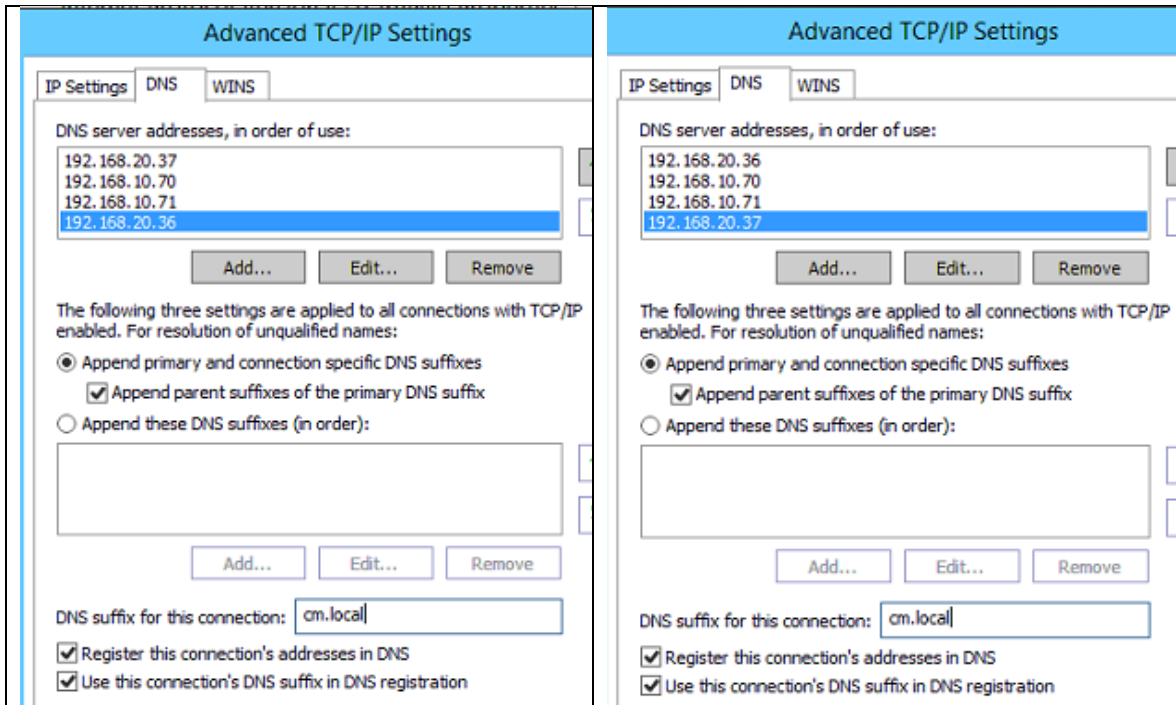 Advanced TCP/IP Settings
IP Settings
DNS
WINS
DNS server addresses, in order of use:
192.168.20.37
192.168.10.70
192.168.10.71
192.168.20.36
Add...
Edit...
Remove
The following three settings are applied to all connections with TCP/IP
enabled. For resolution of unqualified names:
Append primary and connection specific DNS suffixes
Append parent suffixes of the primary DNS suffix
Append these DNS suffixes (in order):
Add...
Edit...
Remove
DNS suffix for this connection:
cm.local
Register this connection's addresses in DNS
Use this connection's DNS suffix in DNS registration
Advanced TCP/IP Settings
IP Settings
DNS
WINS
DNS server addresses, in order of use:
192.168.20.36
192.168.10.70
192.168.10.71
192.168.20.37
Add...
Edit...
Remove
The following three settings are applied to all connections with TCP/IP
enabled. For resolution of unqualified names:
Append primary and connection specific DNS suffixes
Append parent suffixes of the primary DNS suffix
Append these DNS suffixes (in order):
Add...
Edit...
Remove
DNS suffix for this connection:
cm.local
Register this connection's addresses in DNS
Use this connection's DNS suffix in DNS registration